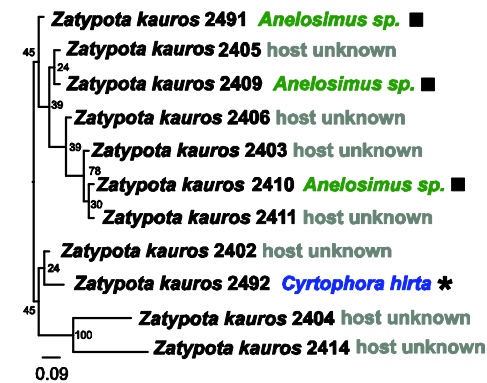 Zatypota kauros 2491 Anelosimus sp. ■
45
Zatypota kauros 2405 host unknown
24
Zatypota kauros 2409 Anelosimus sp. ■
39
Zatypota kauros 2406 host unknown
39
Zatypota kauros 2403 host unknown
78
Zatypota kauros 2410 Anelosimus sp. ■
30
Zatypota kauros 2411 host unknown
Zatypota kauros 2402 host unknown
24
Zatypota kauros 2492 Cyrtophora hIrta *
45
Zatypota kauros 2404 host unknown
100
Zatypota kauros 2414 host unknown
0.09